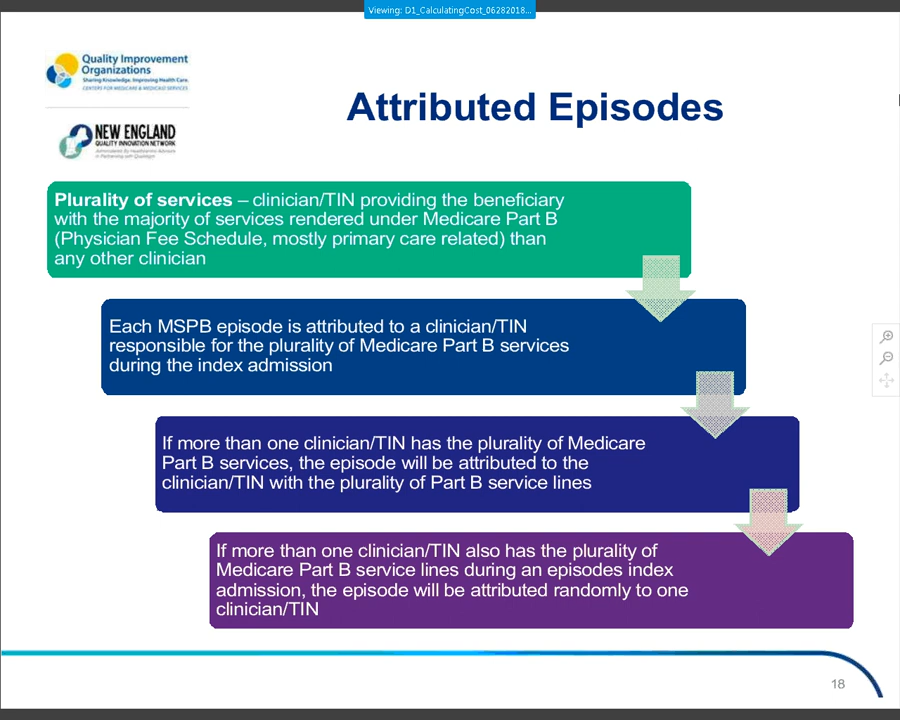 Viewing: D1_CalculatingCost_06282018...
Quality Improvement
Organizations
Sharing Knowledge. Improving Health Care.
CENTERS FOR MEDICARE & MEDICAID SERVICES
NEW ENGLAND
QUALITY INNOVATION NETWORK
Attributed Episodes
Plurality of services – clinician/TIN providing the beneficiary
with the majority of services rendered under Medicare Part B
(Physician Fee Schedule, mostly primary care related) than
any other clinician
Each MSPB episode is attributed to a clinician/TIN
responsible for the plurality of Medicare Part B services
during the index admission
If more than one clinician/TIN has the plurality of Medicare
Part B services, the episode will be attributed to the
clinician/TIN with the plurality of Part B service lines
If more than one clinician/TIN also has the plurality of
Medicare Part B service lines during an episodes index
admission, the episode will be attributed randomly to one
clinician/TIN
18